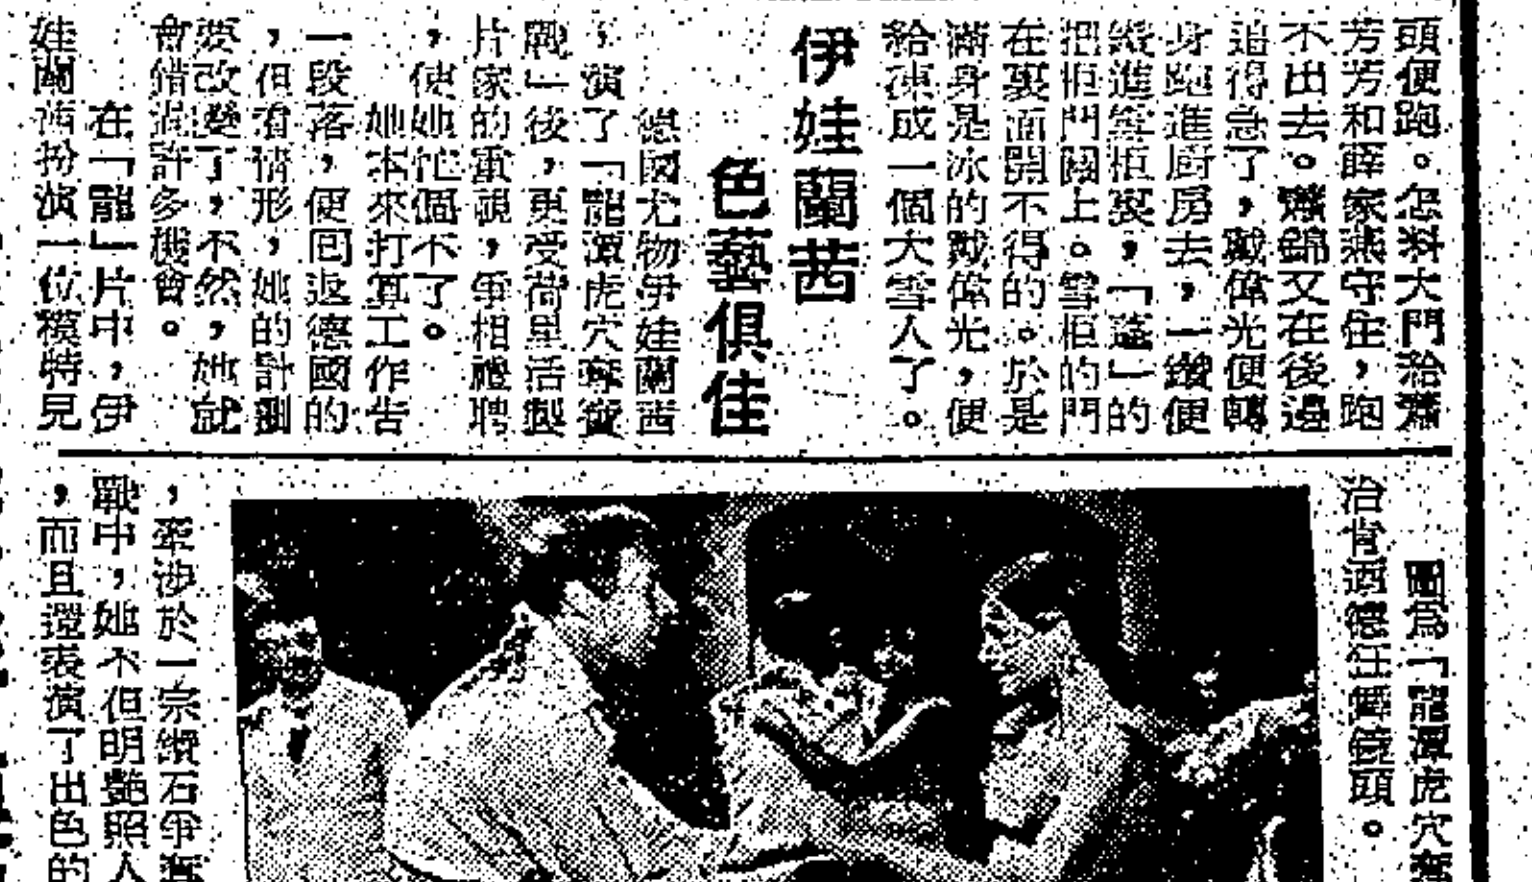 頭便跑。怎料大門給蕭
芳芳和薛家燕守住，跑
不出去。蕭錦又在後邊
追得急了，戴偉光便轉
身跑進廚房去，一鑽便
鑽進雪柜裏，「蓬」的
把柜門關上。雪柜的門
在裏面開不得的。於是
滿身是冰的戴偉光，便
給凍成一個大雪人了。
伊娃蘭茜
色藝俱佳
德國尤物伊娃蘭茜
，演了「龍潭虎穴奪寶
戰」後，更受荷里活製
片家的重視，爭相禮聘
，使她忙個不了。
她本來打算工作告
一段落，便回返德國的
，但看情形，她的計劃
要改變了，不然，她就
會錯過許多機會。
在「龍」片中，伊
娃蘭茜扮演一位模特兒
圖為「龍潭虎穴奪
治肯迺德任舞鏡頭。
，牽涉於一宗鑽石爭奪
戰中，她不但明艷照人
，而且還表演了出色的